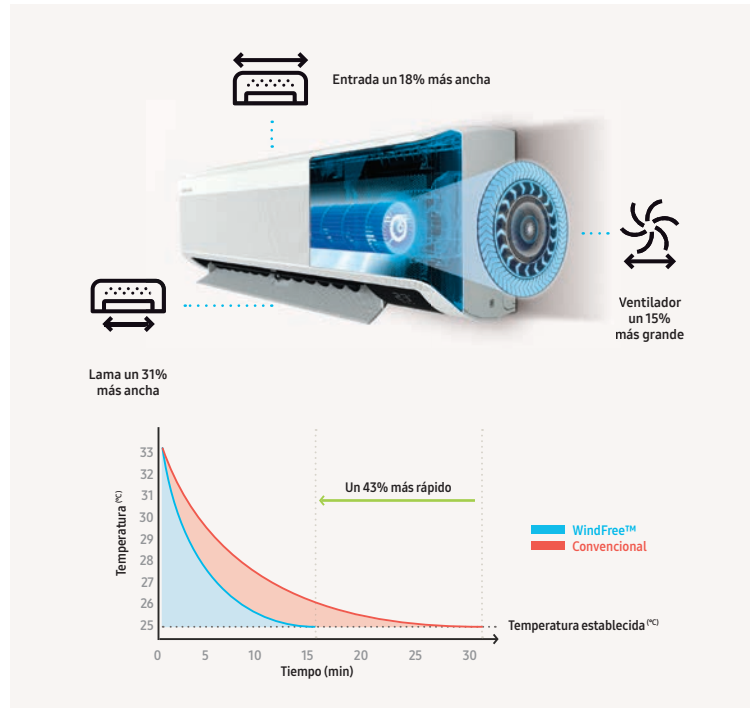 Entrada un 18% más ancha
Ventilador
un 15%
más grande
Lama un 31%
más ancha
Temperatura (ºC)
33
32
31
30
29
28
27
26
25
Un 43% más rápido
WindFree™
Convencional
Temperatura establecida (ºC)
0 5 10 15 20 25 30
Tiempo (min)